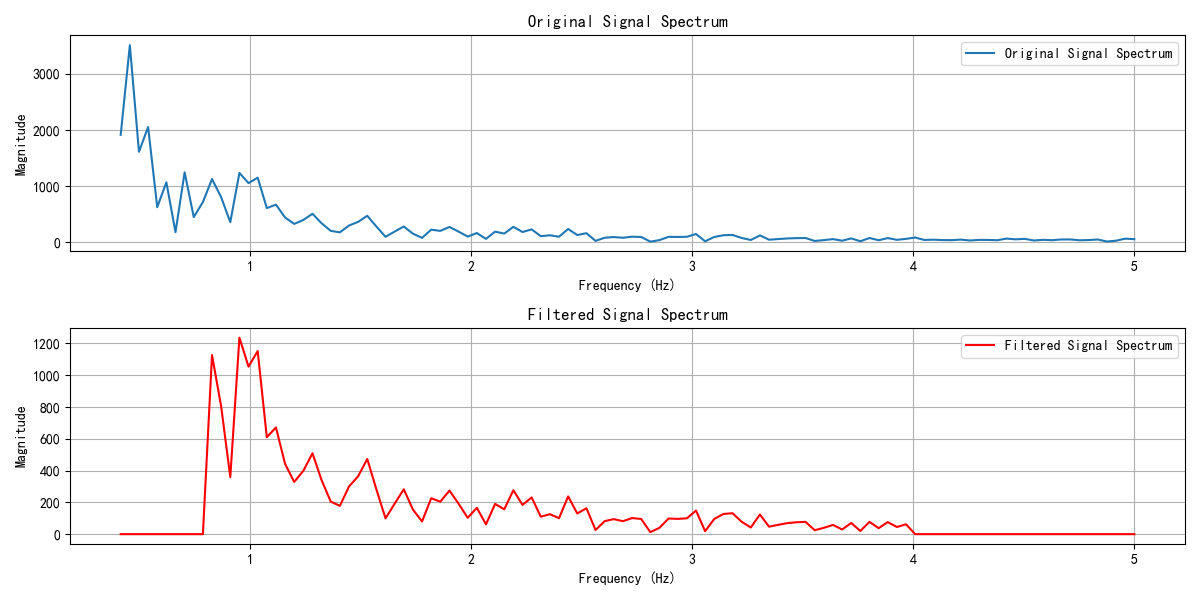 Original Signal Spectrum
Original Signal Spectrum
3000
2000
1000
0
Magnitude
1 2 3 4 5
Frequency (Hz)
Filtered Signal Spectrum
Filtered Signal Spectrum
1200
1000
800
600
400
200
0
Magnitude
1 2 3 4 5
Frequency (Hz)